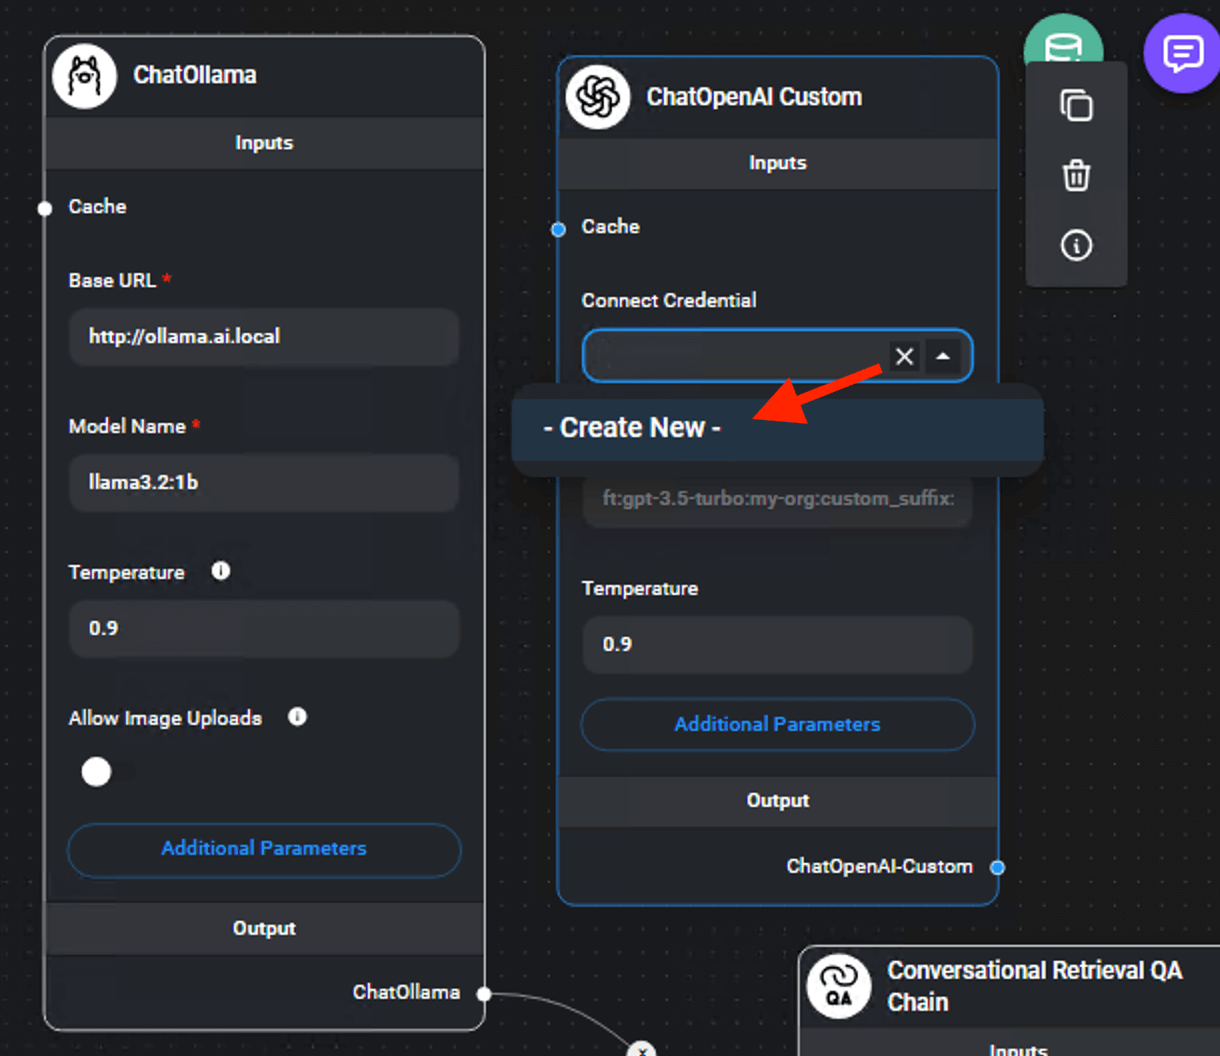 ChatOllama
Inputs
Cache
Base URL *
http://ollama.ai.local
Model Name *
llama3.2:1b
Temperature
0.9
Allow Image Uploads
Additional Parameters
Output
ChatOllama
ChatOpenAI Custom
Inputs
Cache
Connect Credential
- Create New -
ft:gpt-3.5-turbo:my-org:custom_suffix:
Temperature
0.9
Additional Parameters
Output
ChatOpenAI-Custom
QA
Conversational Retrieval QA
Chain
Inputs